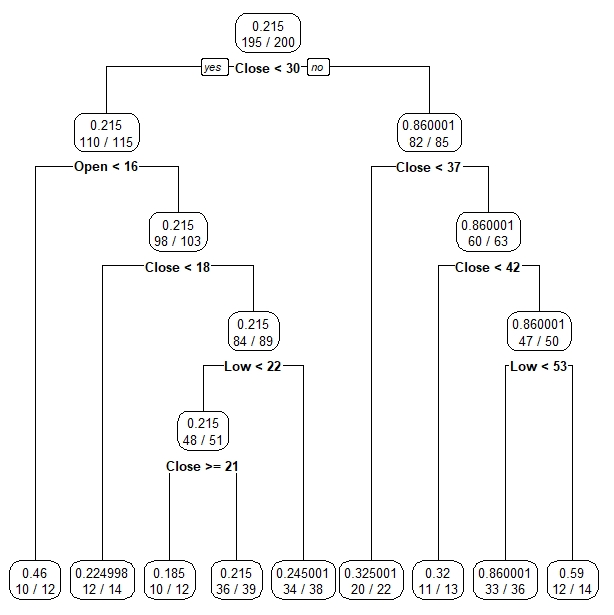 0.215
195 / 200
yes Close < 30 no
0.215
110 / 115
0.860001
82 / 85
Open < 16
Close < 37
0.215
98 / 103
0.860001
60 / 63
Close < 18
Close < 42
0.215
84 / 89
0.860001
47 / 50
Low < 22
Low < 53
0.215
48 / 51
Close >= 21
0.46
10 / 12
0.224998
12 / 14
0.185
10 / 12
0.215
36 / 39
0.245001
34 / 38
0.325001
20 / 22
0.32
11 / 13
0.860001
33 / 36
0.59
12 / 14